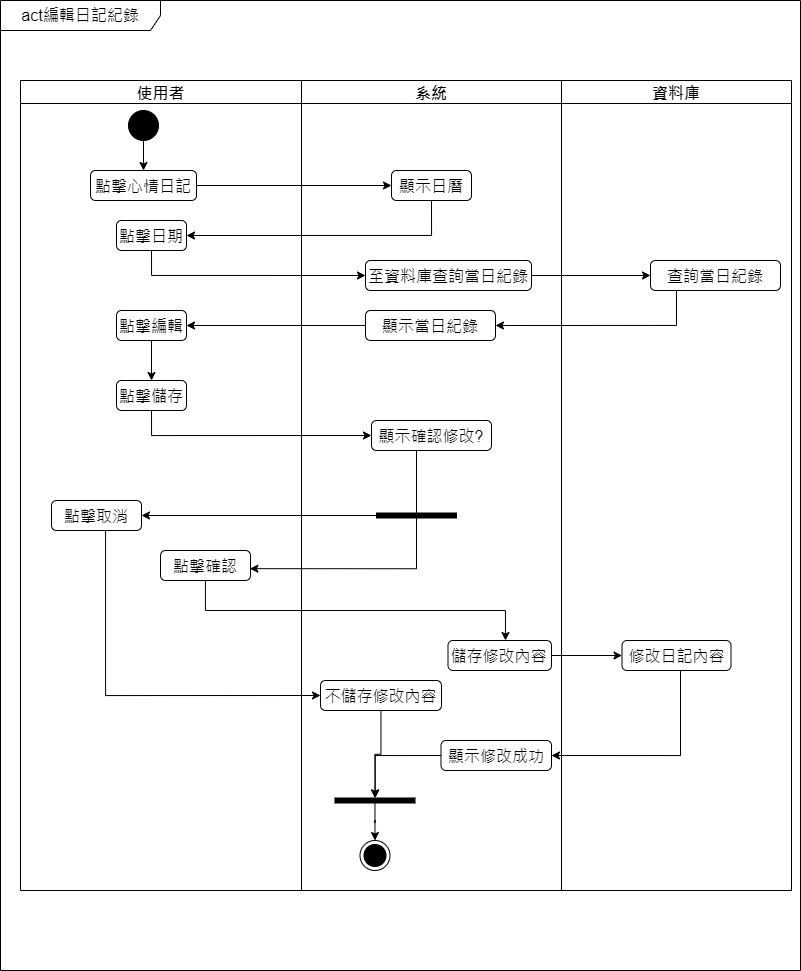 act編輯日記紀錄
使用者
系統
資料庫
點擊心情日記
顯示日曆
點擊日期
至資料庫查詢當日紀錄
查詢當日紀錄
點擊編輯
顯示當日紀錄
點擊儲存
顯示確認修改?
點擊取消
點擊確認
儲存修改內容
修改日記內容
不儲存修改內容
顯示修改成功